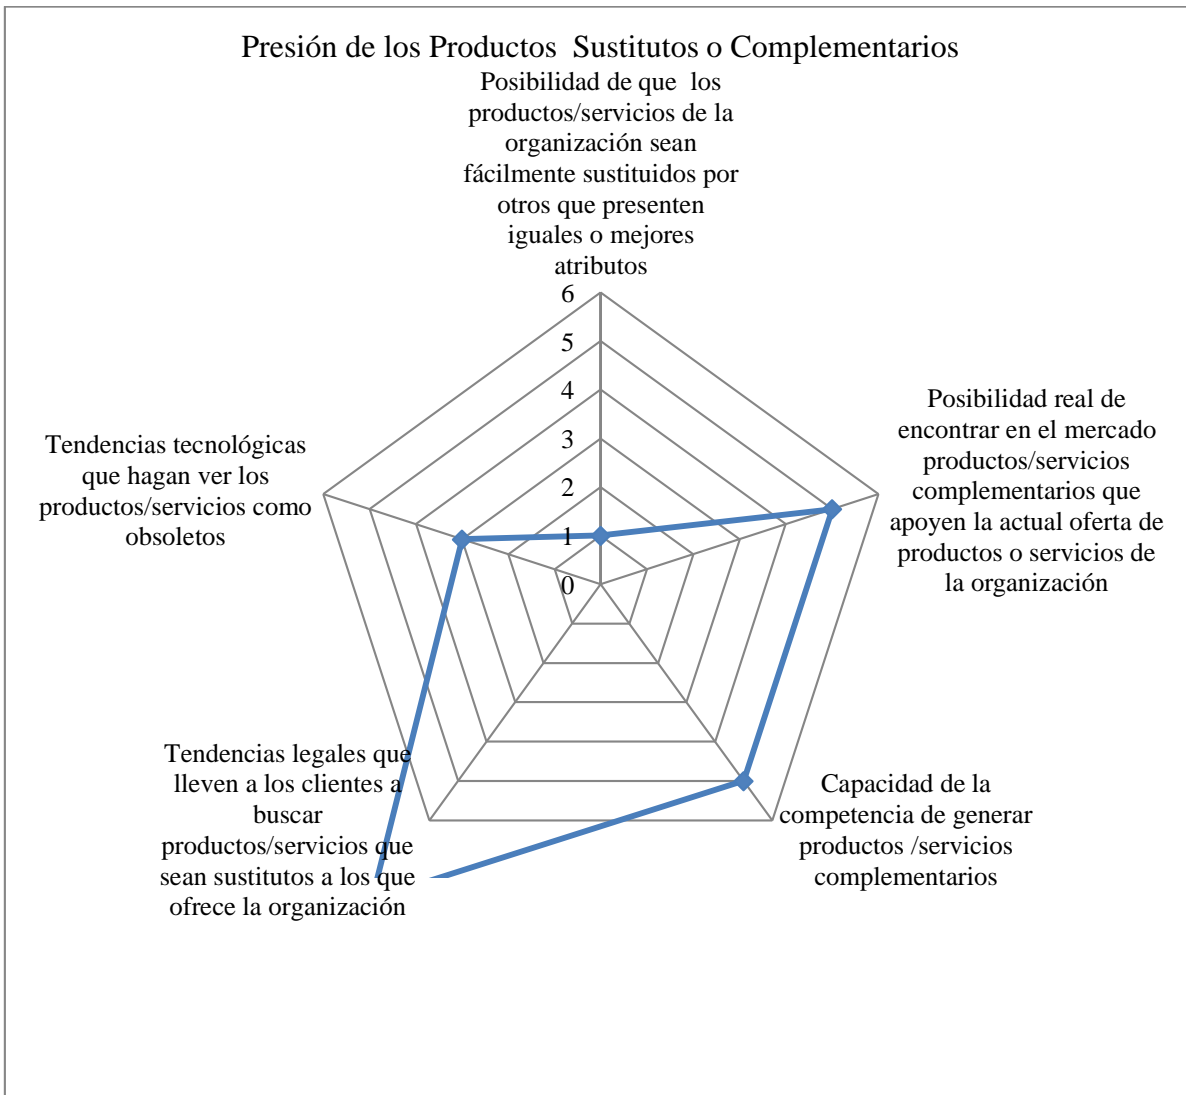 Presión de los Productos  Sustitutos o Complementarios
Posibilidad de que  los
productos/servicios de la
organización sean
fácilmente sustituidos por
otros que presenten
iguales o mejores
atributos
6
5
4
3
2
1
0
Posibilidad real de
encontrar en el mercado
productos/servicios
complementarios que
apoyen la actual oferta de
productos o servicios de
la organización
Capacidad de la
competencia de generar
productos /servicios
complementarios
Tendencias legales que
lleven a los clientes a
buscar
productos/servicios que
sean sustitutos a los que
ofrece la organización
Tendencias tecnológicas
que hagan ver los
productos/servicios como
obsoletos